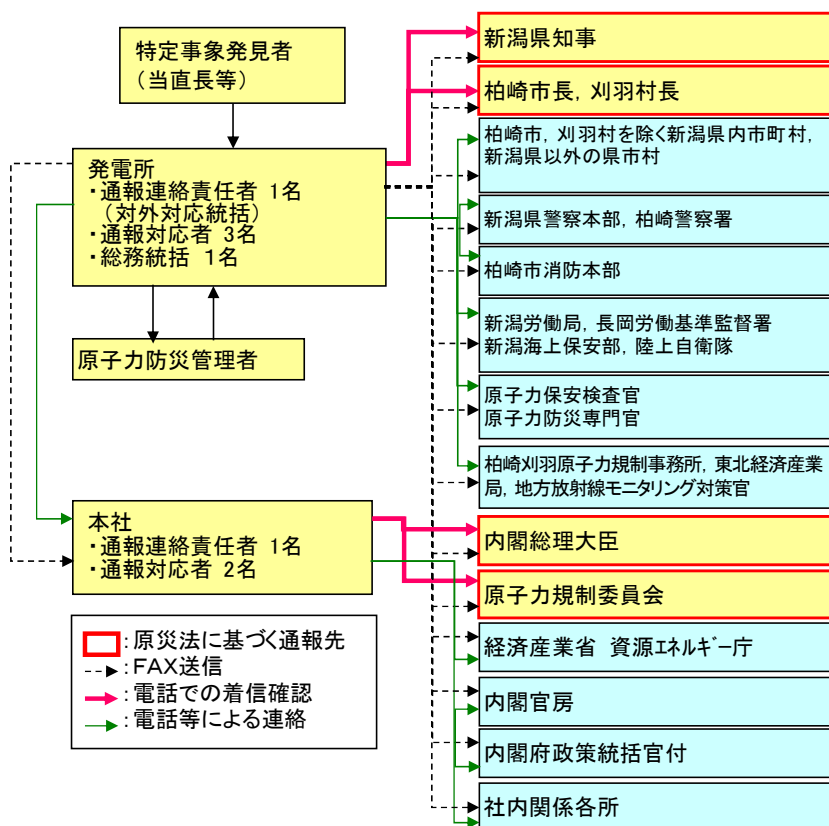 特定事象発見者
(当直長等)
発電所
・通報連絡責任者 1名
(対外対応統括)
・通報対応者 3名
・総務統括 1名
原子力防災管理者
本社
・通報連絡責任者 1名
・通報対応者 2名
:原災法に基づく通報先
:FAX送信
:電話での着信確認
:電話等による連絡
新潟県知事
柏崎市長, 刈羽村長
柏崎市, 刈羽村を除く新潟県内市町村,
新潟県以外の県市村
新潟県警察本部, 柏崎警察署
柏崎市消防本部
新潟労働局, 長岡労働基準監督署
新潟海上保安部, 陸上自衛隊
原子力保安検査官
原子力防災専門官
柏崎刈羽原子力規制事務所, 東北経済産業
局, 地方放射線モニタリング対策官
内閣総理大臣
原子力規制委員会
経済産業省 資源エネルギー庁
内閣官房
内閣府政策統括官付
社内関係各所